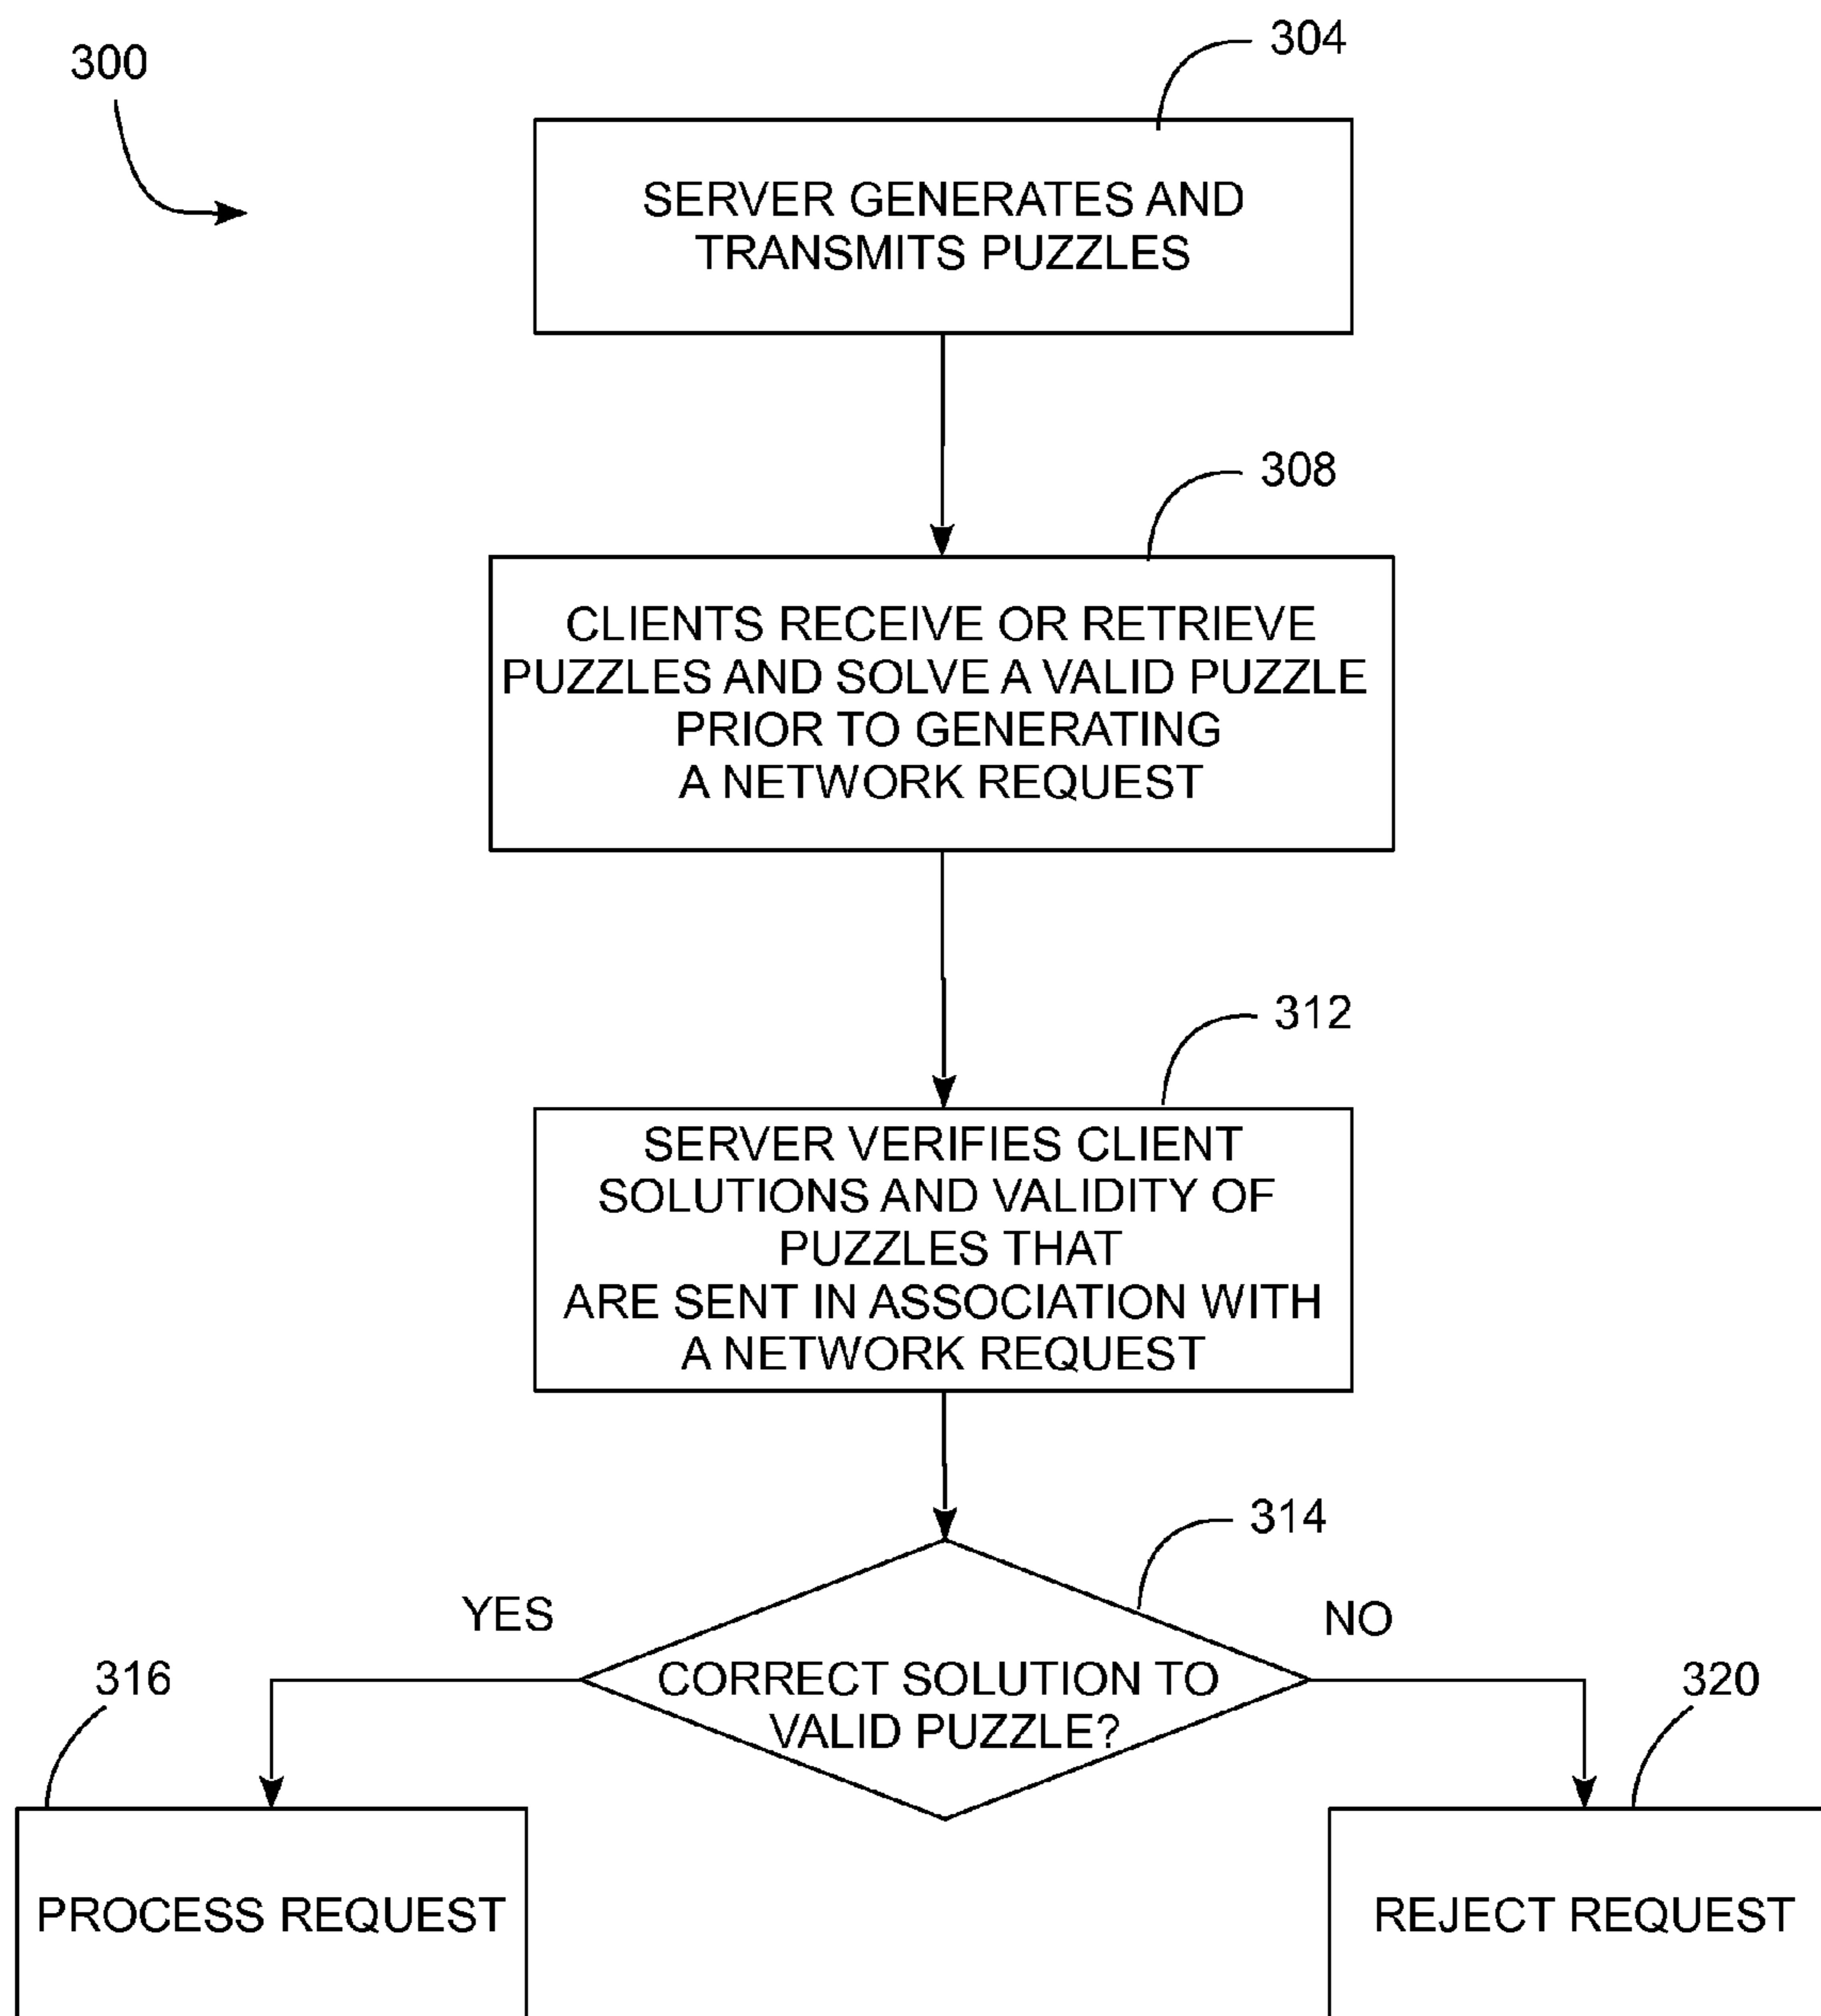 304
300
SERVER GENERATES AND
TRANSMITS PUZZLES
308
CLIENTS RECEIVE OR RETRIEVE
PUZZLES AND SOLVE A VALID PUZZLE
PRIOR TO GENERATING
A NETWORK REQUEST
312
SERVER VERIFIES CLIENT
SOLUTIONS AND VALIDITY OF
PUZZLES THAT
ARE SENT IN ASSOCIATION WITH
A NETWORK REQUEST
314
YES
NO
CORRECT SOLUTION TO
VALID PUZZLE?
316
320
PROCESS REQUEST
REJECT REQUEST